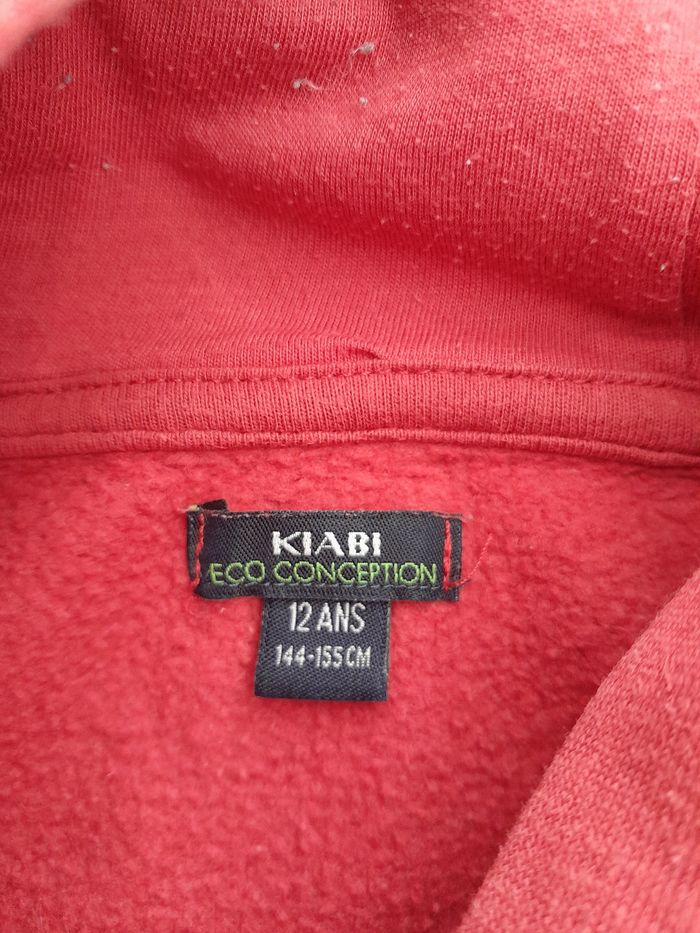 KIABI
ECO CONCEPTION
12 ANS
144-155 CM